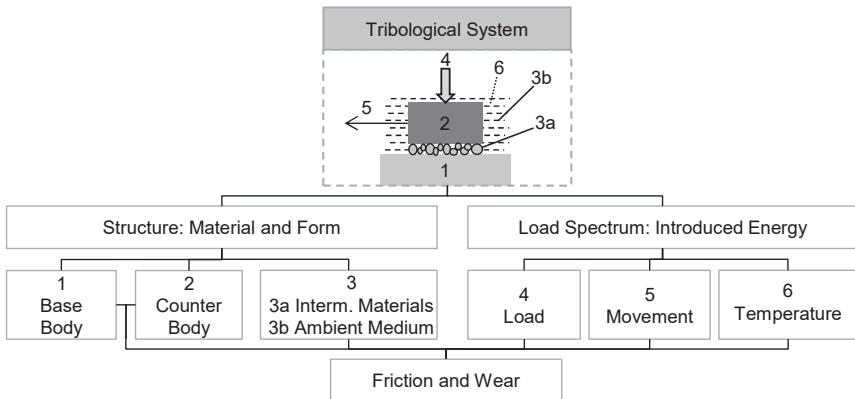 Tribological System
4
6
3b
5
2
3a
1
Structure: Material and Form
Load Spectrum: Introduced Energy
1
Base
Body
2
Counter
Body
3
3a Interm. Materials
3b Ambient Medium
4
Load
5
Movement
6
Temperature
Friction and Wear